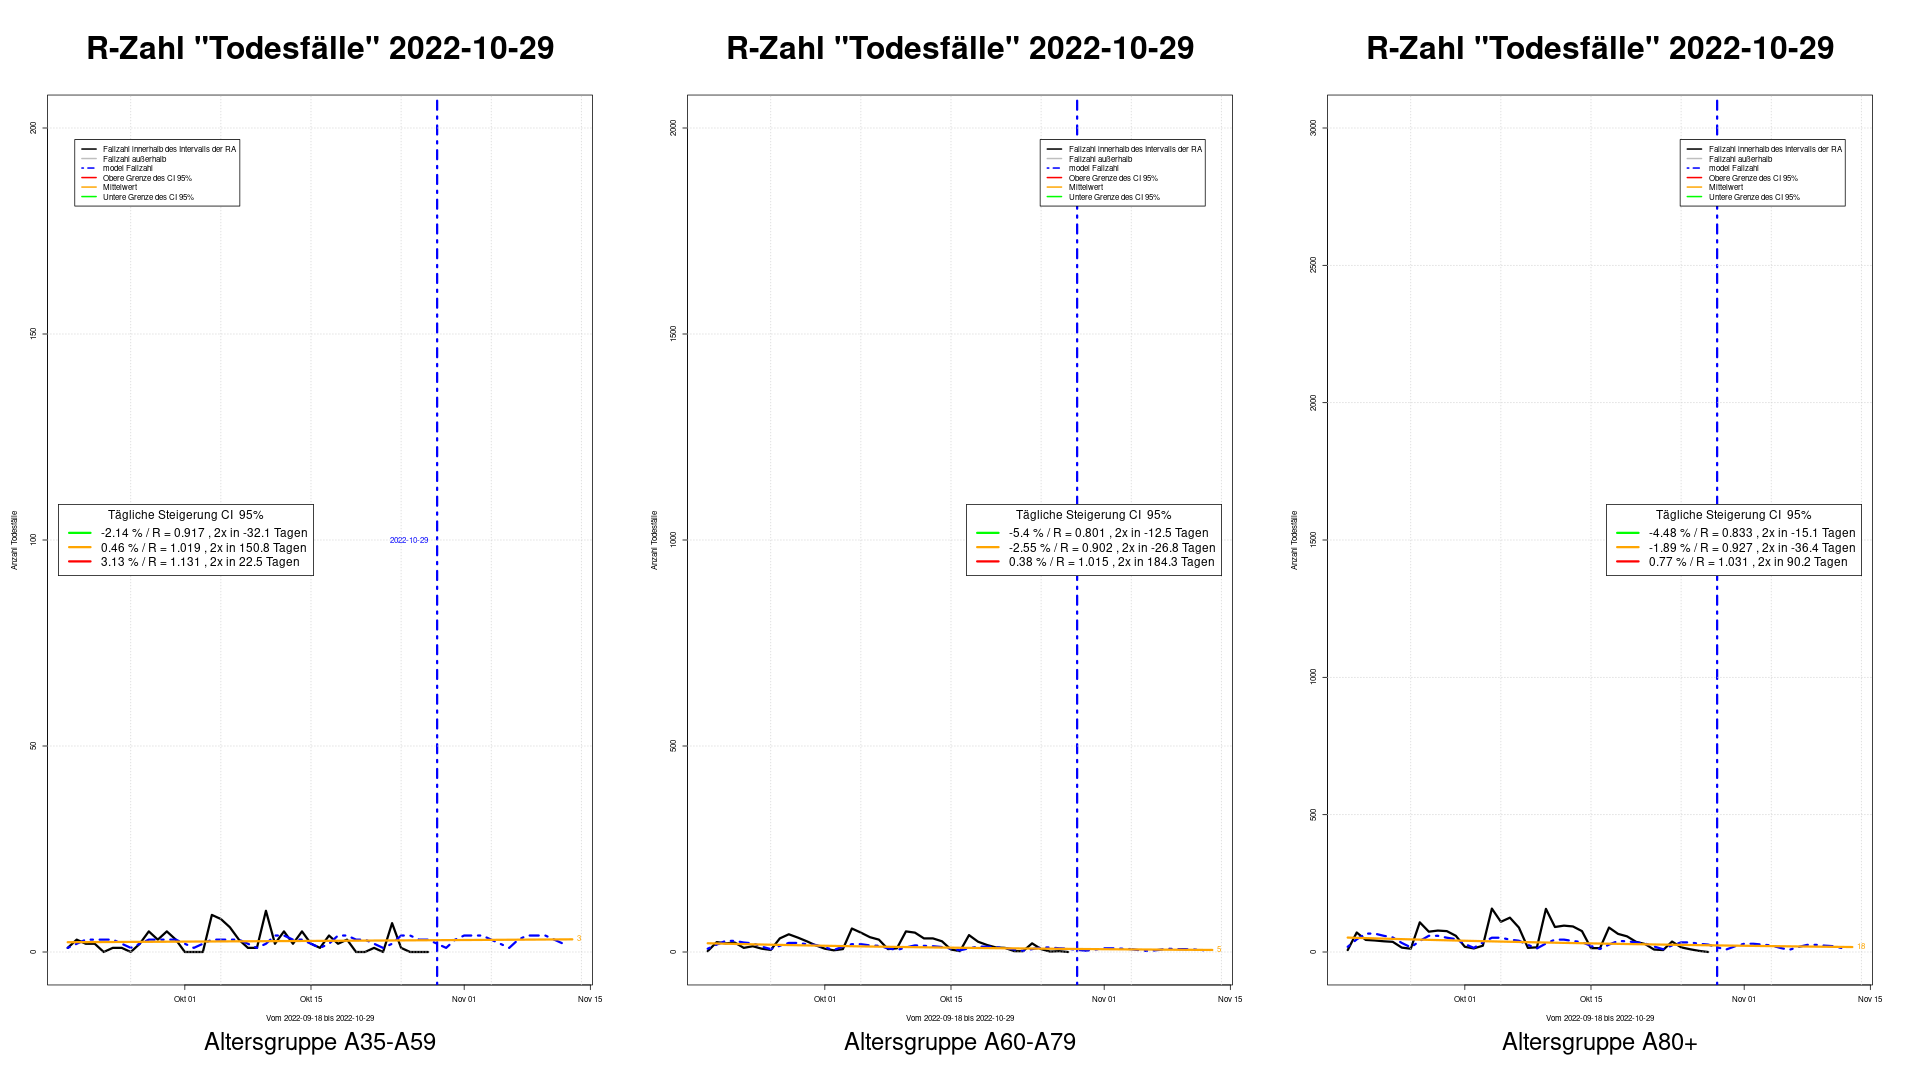 R-Zahl "Todesfälle" 2022-10-29
200
150
100
50
0
Anzahl Todesfälle
Fallzahl innerhalb des Intervalls der RA
Fallzahl außerhalb
model Fallzahl
Obere Grenze des CI 95%
Mittelwert
Untere Grenze des CI 95%
Tägliche Steigerung CI 95%
-2.14 % / R = 0.917 , 2x in -32.1 Tagen
0.46 % / R = 1.019 , 2x in 150.8 Tagen
3.13 % / R = 1.131 , 2x in 22.5 Tagen
2022-10-29
3
Okt 01 Okt 15 Nov 01 Nov 15
Vom 2022-09-18 bis 2022-10-29
Altersgruppe A35-A59
R-Zahl "Todesfälle" 2022-10-29
2000
1500
1000
500
0
Anzahl Todesfälle
Fallzahl innerhalb des Intervalls der RA
Fallzahl außerhalb
model Fallzahl
Obere Grenze des CI 95%
Mittelwert
Untere Grenze des CI 95%
Tägliche Steigerung CI 95%
-5.4 % / R = 0.801 , 2x in -12.5 Tagen
-2.55 % / R = 0.902 , 2x in -26.8 Tagen
0.38 % / R = 1.015 , 2x in 184.3 Tagen
5
Okt 01 Okt 15 Nov 01 Nov 15
Vom 2022-09-18 bis 2022-10-29
Altersgruppe A60-A79
R-Zahl "Todesfälle" 2022-10-29
3000
2500
2000
1500
1000
500
0
Anzahl Todesfälle
Fallzahl innerhalb des Intervalls der RA
Fallzahl außerhalb
model Fallzahl
Obere Grenze des CI 95%
Mittelwert
Untere Grenze des CI 95%
Tägliche Steigerung CI 95%
-4.48 % / R = 0.833 , 2x in -15.1 Tagen
-1.89 % / R = 0.927 , 2x in -36.4 Tagen
0.77 % / R = 1.031 , 2x in 90.2 Tagen
18
Okt 01 Okt 15 Nov 01 Nov 15
Vom 2022-09-18 bis 2022-10-29
Altersgruppe A80+